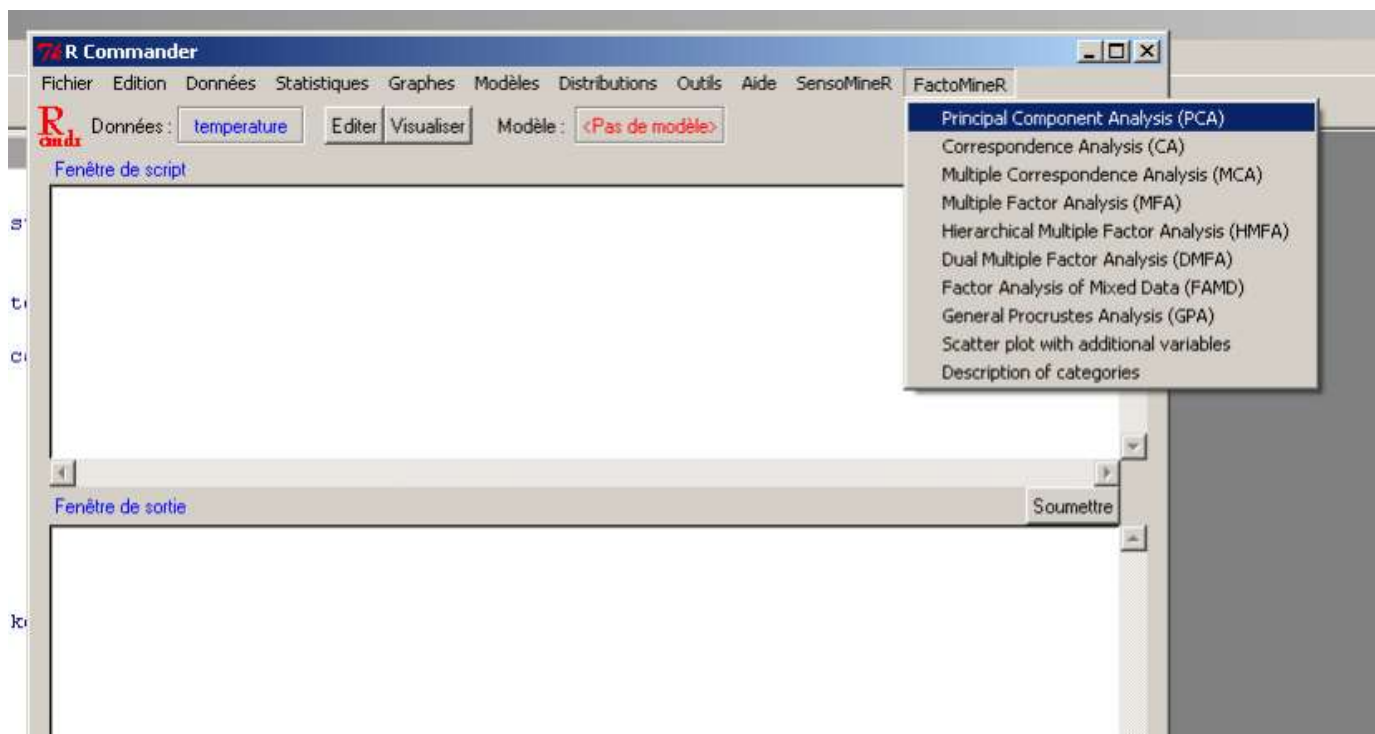 R Commander
Fichier Edition Données Statistiques Graphes Modèles Distributions Outils Aide SensoMineR FactoMineR
R
Cmdr
Données : temperature Editer Visualiser Modèle : <Pas de modèle>
Principal Component Analysis (PCA)
Correspondence Analysis (CA)
Multiple Correspondence Analysis (MCA)
Multiple Factor Analysis (MFA)
Hierarchical Multiple Factor Analysis (HMFA)
Dual Multiple Factor Analysis (DMFA)
Factor Analysis of Mixed Data (FAMD)
General Procrustes Analysis (GPA)
Scatter plot with additional variables
Description of categories
Fenêtre de script
Fenêtre de sortie Soumettre